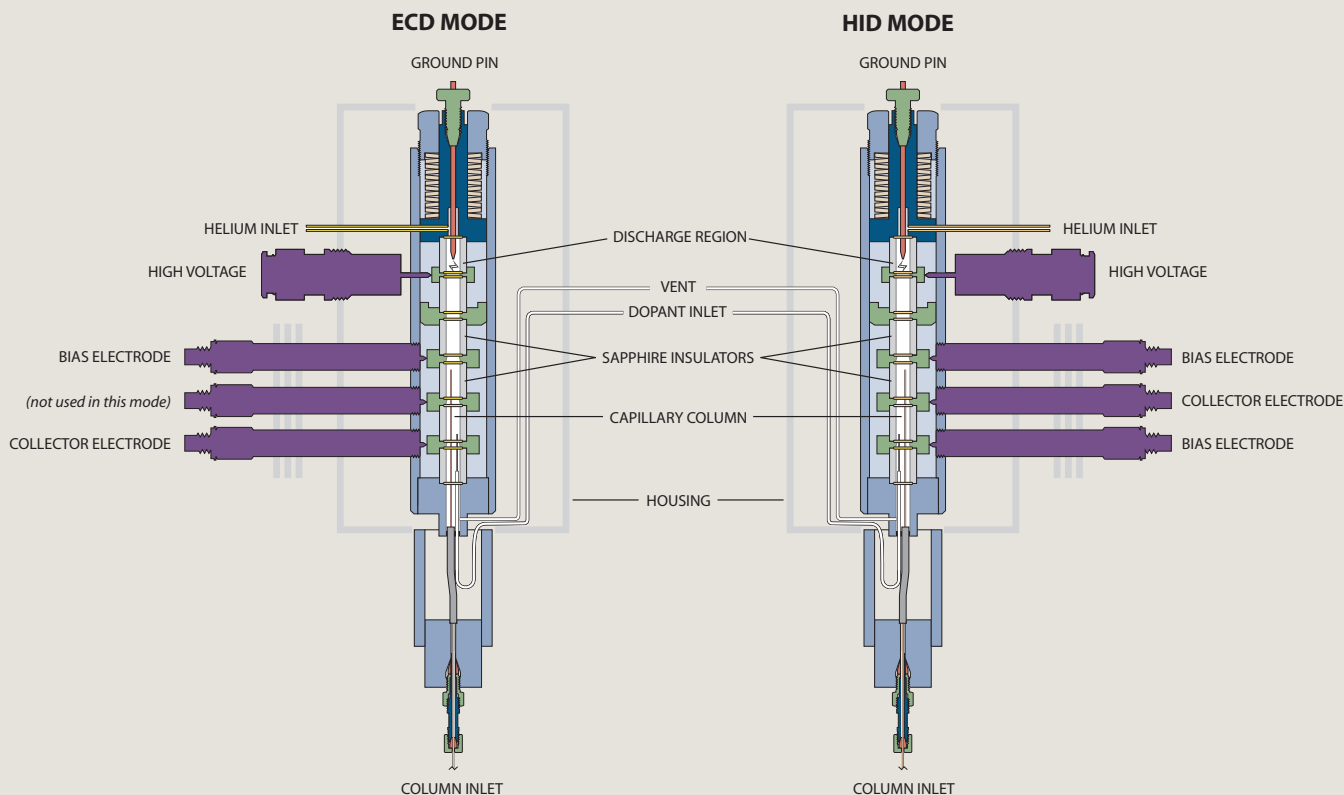 ECD MODE
HID MODE
GROUND PIN
GROUND PIN
HELIUM INLET
DISCHARGE REGION
HELIUM INLET
HIGH VOLTAGE
HIGH VOLTAGE
VENT
DOPANT INLET
BIAS ELECTRODE
SAPPHIRE INSULATORS
BIAS ELECTRODE
(not used in this mode)
CAPILLARY COLUMN
COLLECTOR ELECTRODE
COLLECTOR ELECTRODE
BIAS ELECTRODE
HOUSING
COLUMN INLET
COLUMN INLET